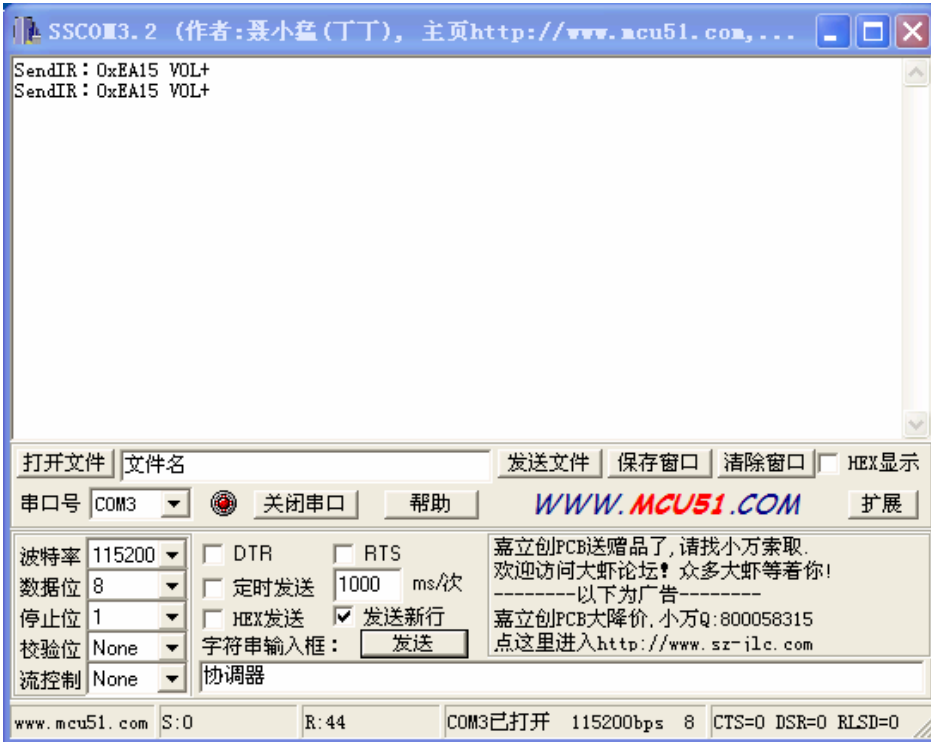 SSCOM3.2 (作者:聂小猛(丁丁), 主页http://www.mcu51.com,...
SendIR：0xEA15 VOL+
SendIR：0xEA15 VOL+
打开文件 文件名 发送文件 保存窗口 清除窗口 HEX显示
串口号 COM3 关闭串口 帮助 WWW.MCU51.COM 扩展
波特率 115200 DTR RTS
数据位 8 定时发送 1000 ms/次
停止位 1 HEX发送 发送新行
校验位 None 字符串输入框： 发送
流控制 None 协调器
嘉立创PCB送赠品了,请找小万索取.
欢迎访问大虾论坛! 众多大虾等着你!
--------以下为广告--------
嘉立创PCB大降价,小万Q:800058315
点这里进入http://www.sz-jlc.com
www.mcu51.com S:0 R:44 COM3已打开 115200bps 8 CTS=0 DSR=0 RLSD=0